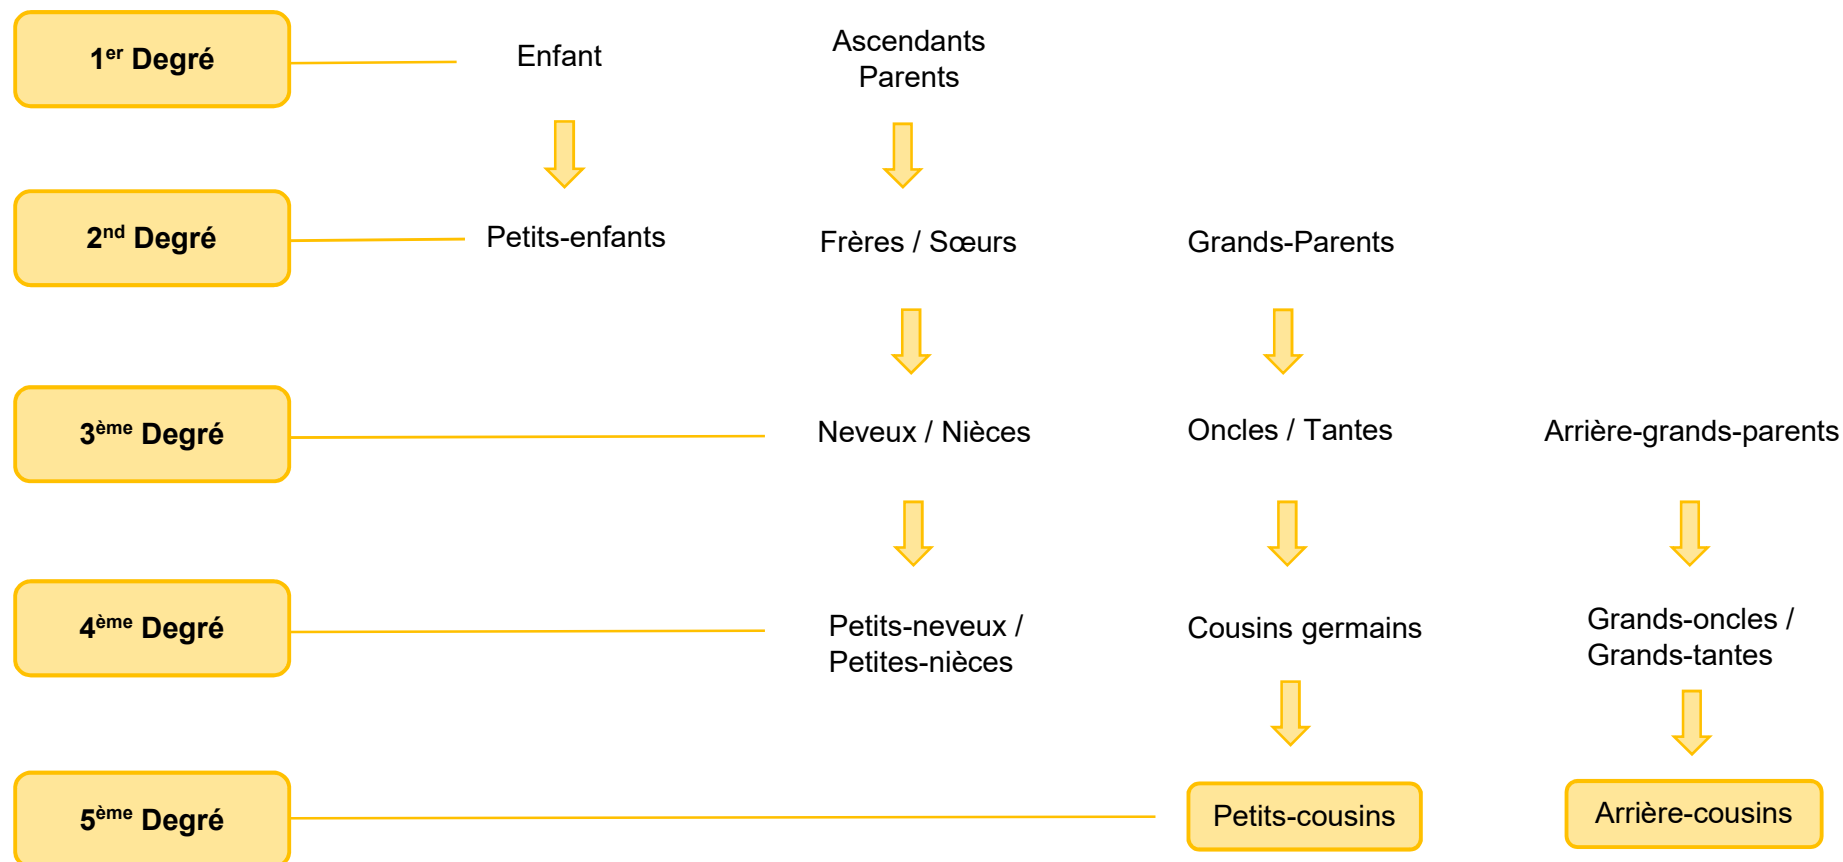 1er Degré
Enfant
Ascendants
Parents
2nd Degré
Petits-enfants
Frères / Sœurs
Grands-Parents
3ème Degré
Neveux / Nièces
Oncles / Tantes
Arrière-grands-parents
4ème Degré
Petits-neveux /
Petites-nièces
Cousins germains
Grands-oncles /
Grands-tantes
5ème Degré
Petits-cousins
Arrière-cousins